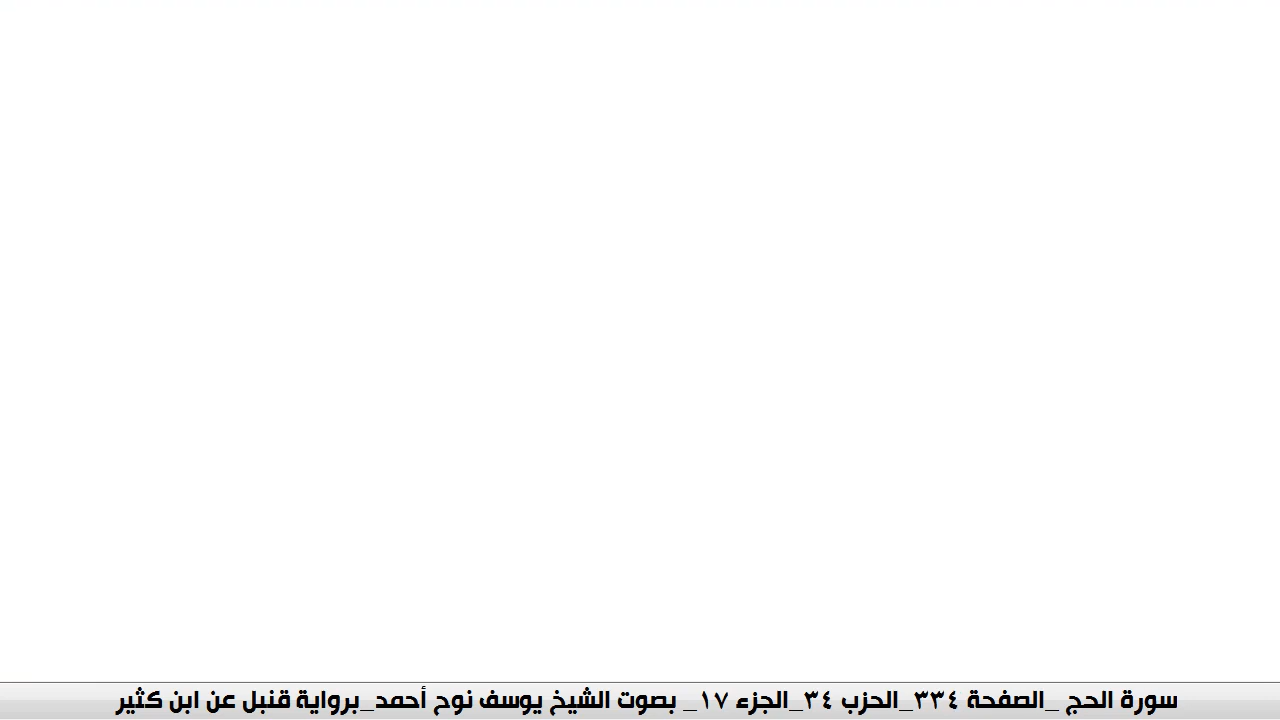 سورة الحج _الصفحة ٣٣٤_الحزب ٣٤_الجزء ١٧_ بصوت الشيخ يوسف نوح أحمد_برواية قنبل عن ابن كثير